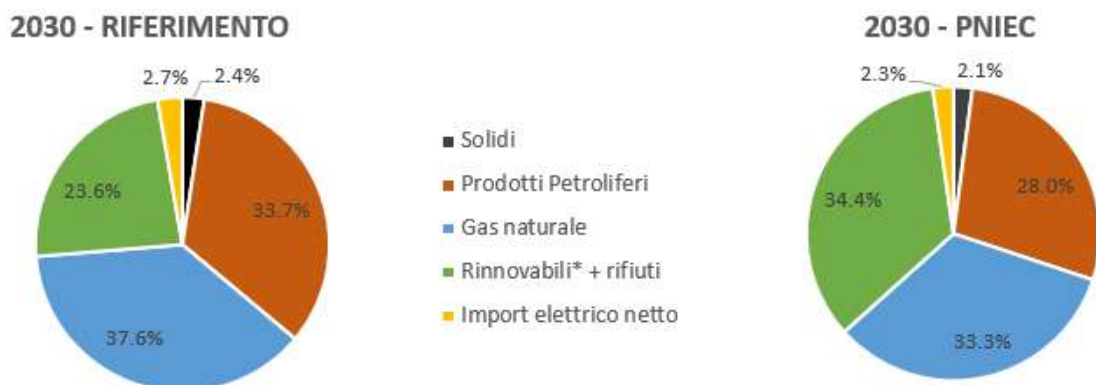 2030 - RIFERIMENTO
2.7%
2.4%
23.6%
33.7%
37.6%
Solidi
Prodotti Petroliferi
Gas naturale
Rinnovabili* + rifiuti
Import elettrico netto
2030 - PNIEC
2.3%
2.1%
34.4%
28.0%
33.3%